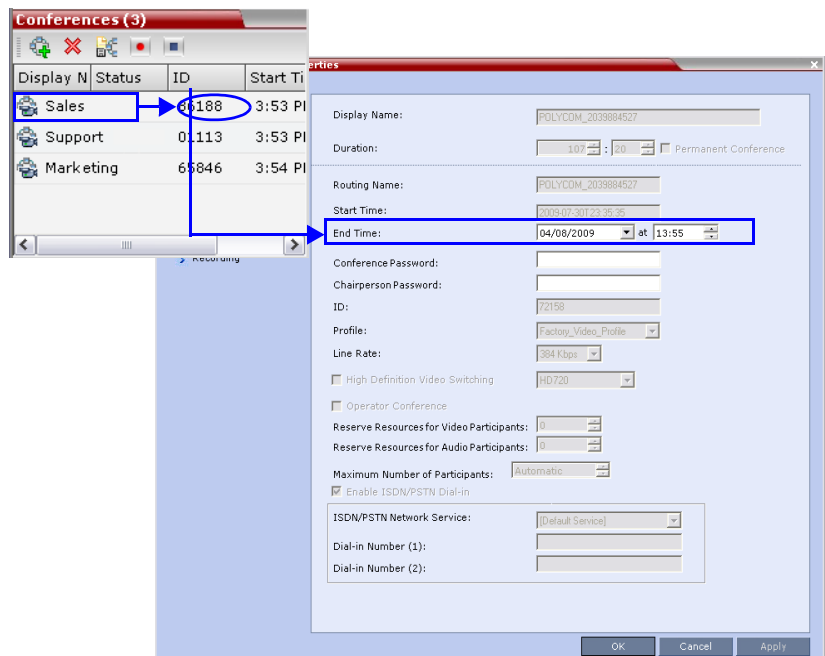 Conferences (3)
Display N Status ID Start Ti
Sales 86188 3:53 P
Support 01113 3:53 P
Marketing 65846 3:54 P
erties
Display Name: POLYCOM_2039884527
Duration: 107 : 20 Permanent Conference
Routing Name: POLYCOM_2039884527
Start Time: 2009-07-30T23:35:35
End Time: 04/08/2009 at 13:55
Recording
Conference Password:
Chairperson Password:
ID: 72158
Profile: Factory_Video_Profile
Line Rate: 384 Kbps
High Definition Video Switching HD720
Operator Conference
Reserve Resources for Video Participants: 0
Reserve Resources for Audio Participants: 0
Maximum Number of Participants: Automatic
Enable ISDN/PSTN Dial-in
ISDN/PSTN Network Service: [Default Service]
Dial-in Number (1):
Dial-in Number (2):
OK Cancel Apply